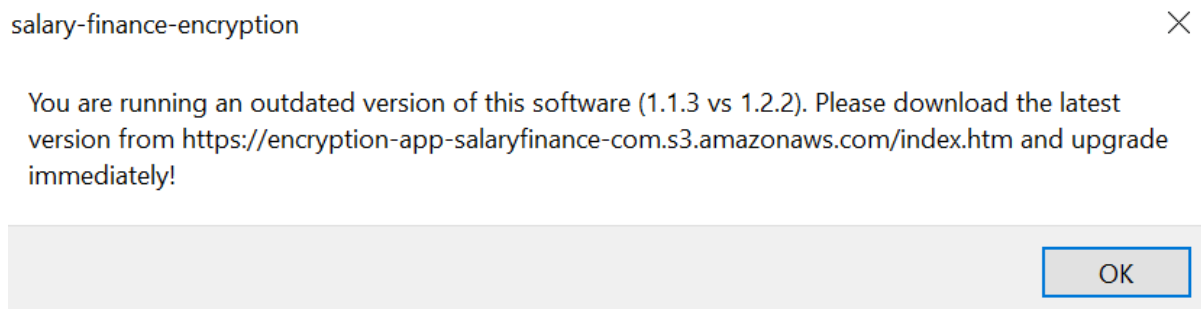 salary-finance-encryption
You are running an outdated version of this software (1.1.3 vs 1.2.2). Please download the latest
version from https://encryption-app-salaryfinance-com.s3.amazonaws.com/index.htm and upgrade
immediately!
OK